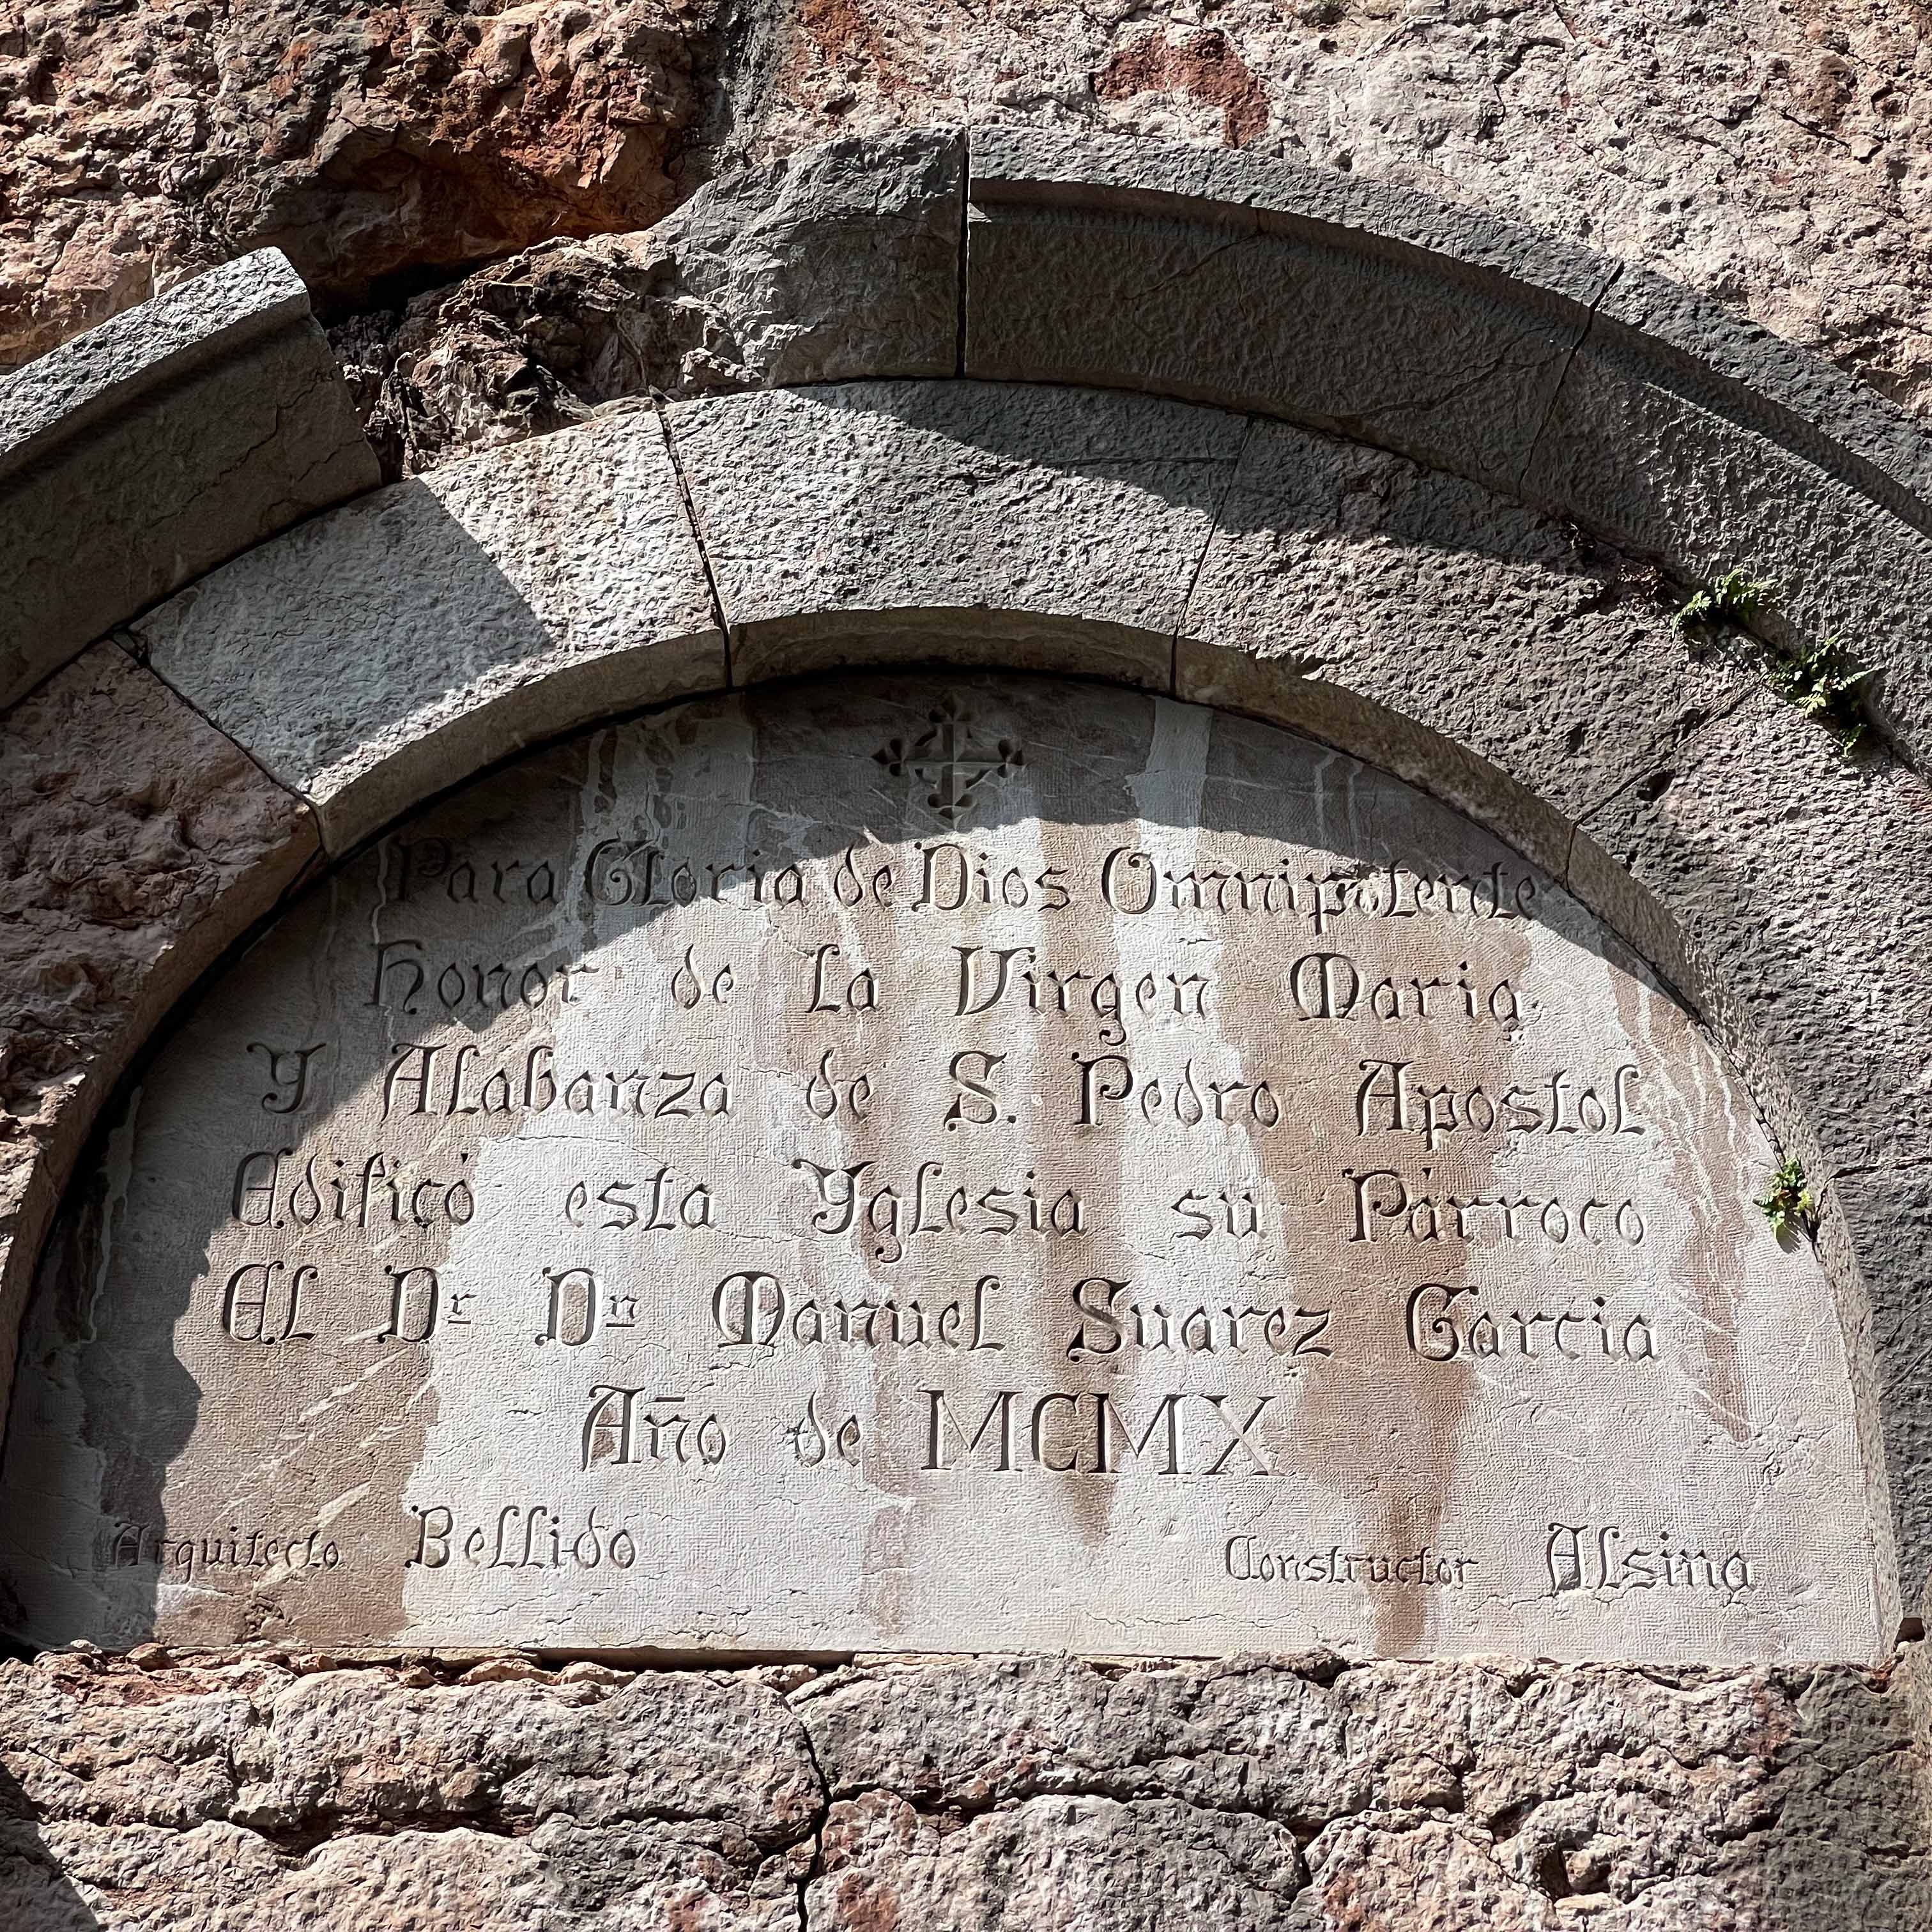 Para Gloria de Dios Omnipotente
Honor de La Virgen Maria.
Y Alabanza de S. Pedro Apostol
Edificó esta Yglesia su Párroco
El Dr Dn Manuel Suarez Garcia
Año de MCMX
Arquitecto Bellido Constructor Alsina